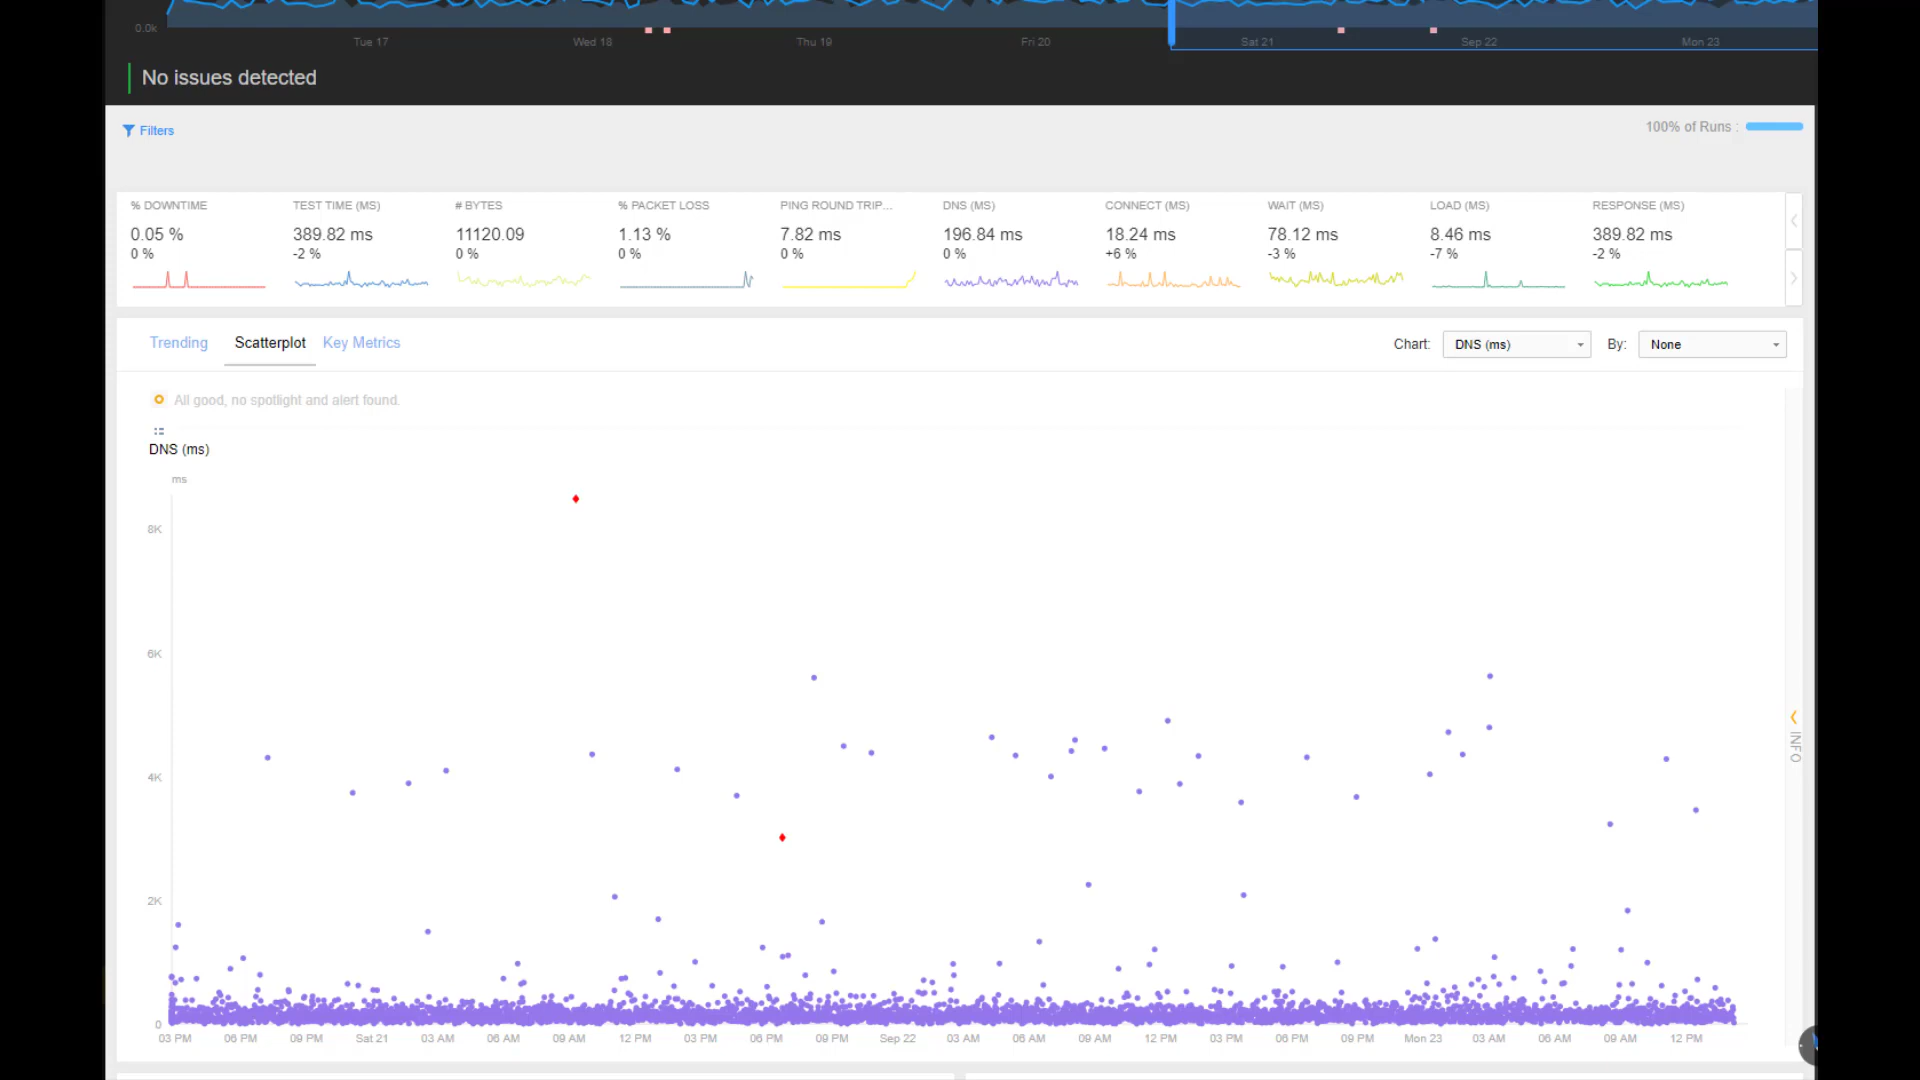 0.0k
Tue 17 Wed 18 Thu 19 Fri 20 Sat 21 Sep 22 Mon 23
No issues detected
Filters
100% of Runs :
% DOWNTIME TEST TIME (MS) # BYTES % PACKET LOSS PING ROUND TRIP... DNS (MS) CONNECT (MS) WAIT (MS) LOAD (MS) RESPONSE (MS)
0.05 % 389.82 ms 11120.09 1.13 % 7.82 ms 196.84 ms 18.24 ms 78.12 ms 8.46 ms 389.82 ms
0 % -2 % 0 % 0 % 0 % 0 % +6 % -3 % -7 % -2 %
Trending Scatterplot Key Metrics Chart: DNS (ms) By: None
All good, no spotlight and alert found.
DNS (ms)
ms
8K
6K
4K
2K
0
03 PM 06 PM 09 PM Sat 21 03 AM 06 AM 09 AM 12 PM 03 PM 06 PM 09 PM Sep 22 03 AM 06 AM 09 AM 12 PM 03 PM 06 PM 09 PM Mon 23 03 AM 06 AM 09 AM 12 PM
INFO